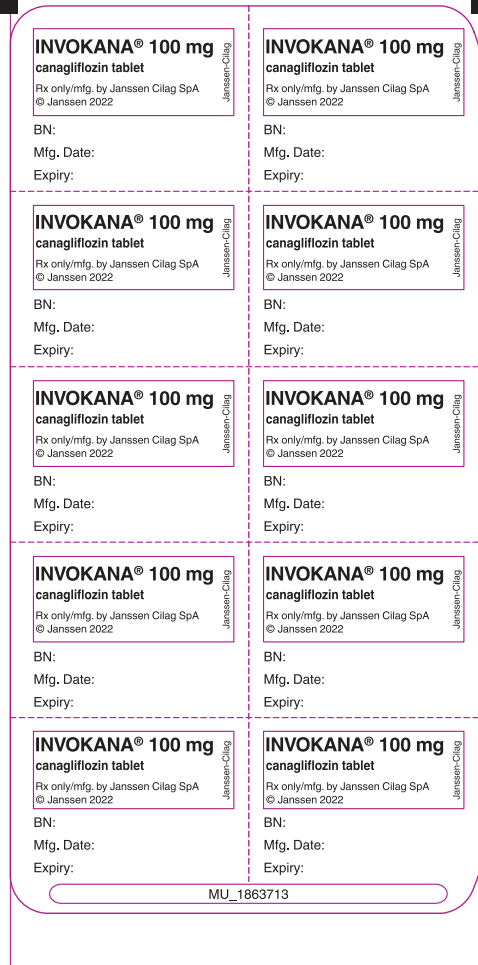 INVOKANA® 100 mg
canagliflozin tablet
Rx only/mfg. by Janssen Cilag SpA
© Janssen 2022
Janssen-Cilag
BN:
Mfg. Date:
Expiry:
INVOKANA® 100 mg
canagliflozin tablet
Rx only/mfg. by Janssen Cilag SpA
© Janssen 2022
Janssen-Cilag
BN:
Mfg. Date:
Expiry:
INVOKANA® 100 mg
canagliflozin tablet
Rx only/mfg. by Janssen Cilag SpA
© Janssen 2022
Janssen-Cilag
BN:
Mfg. Date:
Expiry:
INVOKANA® 100 mg
canagliflozin tablet
Rx only/mfg. by Janssen Cilag SpA
© Janssen 2022
Janssen-Cilag
BN:
Mfg. Date:
Expiry:
INVOKANA® 100 mg
canagliflozin tablet
Rx only/mfg. by Janssen Cilag SpA
© Janssen 2022
Janssen-Cilag
BN:
Mfg. Date:
Expiry:
INVOKANA® 100 mg
canagliflozin tablet
Rx only/mfg. by Janssen Cilag SpA
© Janssen 2022
Janssen-Cilag
BN:
Mfg. Date:
Expiry:
INVOKANA® 100 mg
canagliflozin tablet
Rx only/mfg. by Janssen Cilag SpA
© Janssen 2022
Janssen-Cilag
BN:
Mfg. Date:
Expiry:
INVOKANA® 100 mg
canagliflozin tablet
Rx only/mfg. by Janssen Cilag SpA
© Janssen 2022
Janssen-Cilag
BN:
Mfg. Date:
Expiry:
INVOKANA® 100 mg
canagliflozin tablet
Rx only/mfg. by Janssen Cilag SpA
© Janssen 2022
Janssen-Cilag
BN:
Mfg. Date:
Expiry:
INVOKANA® 100 mg
canagliflozin tablet
Rx only/mfg. by Janssen Cilag SpA
© Janssen 2022
Janssen-Cilag
BN:
Mfg. Date:
Expiry:
MU_1863713